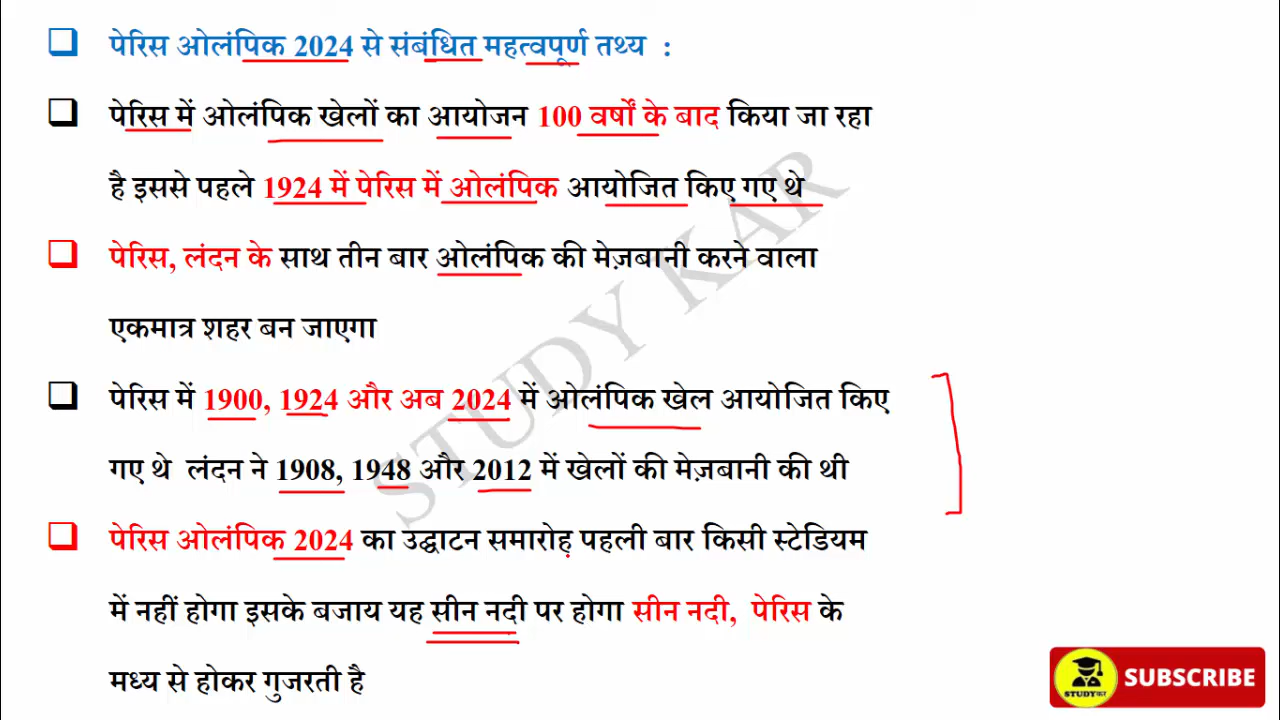 पेरिस ओलंपिक 2024 से संबंधित महत्वपूर्ण तथ्य :
पेरिस में ओलंपिक खेलों का आयोजन 100 वर्षों के बाद किया जा रहा
है इससे पहले 1924 में पेरिस में ओलंपिक आयोजित किए गए थे
पेरिस, लंदन के साथ तीन बार ओलंपिक की मेज़बानी करने वाला
एकमात्र शहर बन जाएगा
पेरिस में 1900, 1924 और अब 2024 में ओलंपिक खेल आयोजित किए
गए थे लंदन ने 1908, 1948 और 2012 में खेलों की मेज़बानी की थी
पेरिस ओलंपिक 2024 का उद्घाटन समारोह पहली बार किसी स्टेडियम
में नहीं होगा इसके बजाय यह सीन नदी पर होगा सीन नदी, पेरिस के
मध्य से होकर गुजरती है
STUDY KAR
STUDYकर
SUBSCRIBE